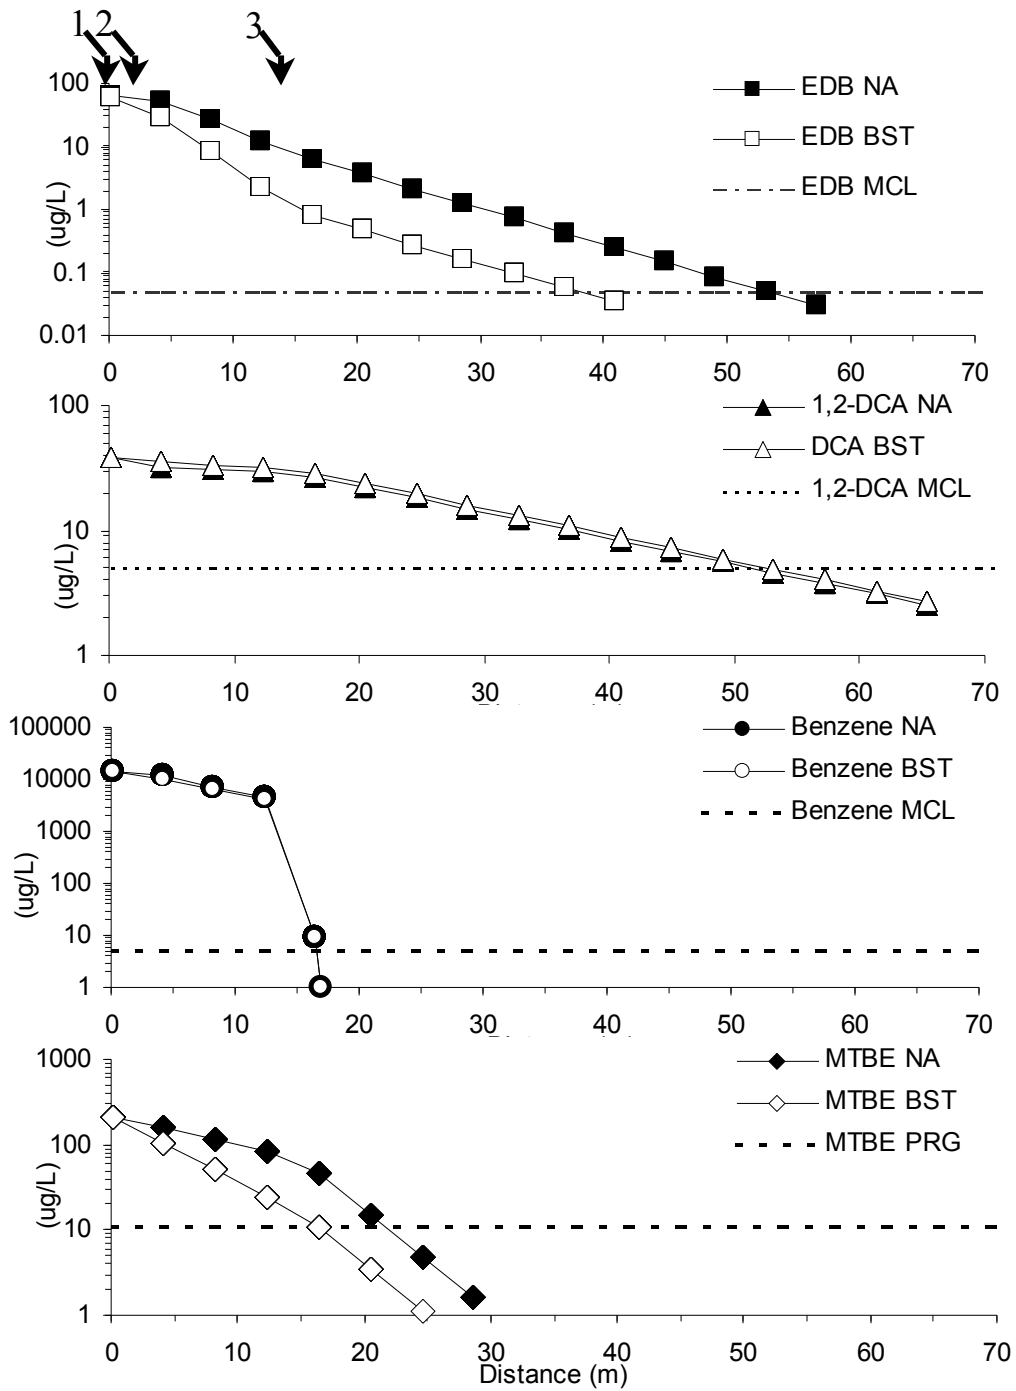 1,2 3
100
10
1
0.1
0.01
(ug/L)
EDB NA
EDB BST
EDB MCL
0 10 20 30 40 50 60 70
100
10
1
(ug/L)
1,2-DCA NA
DCA BST
1,2-DCA MCL
0 10 20 30 40 50 60 70
100000
10000
1000
100
10
1
(ug/L)
Benzene NA
Benzene BST
Benzene MCL
0 10 20 30 40 50 60 70
1000
100
10
1
(ug/L)
MTBE NA
MTBE BST
MTBE PRG
0 10 20 30 40 50 60 70
Distance (m)